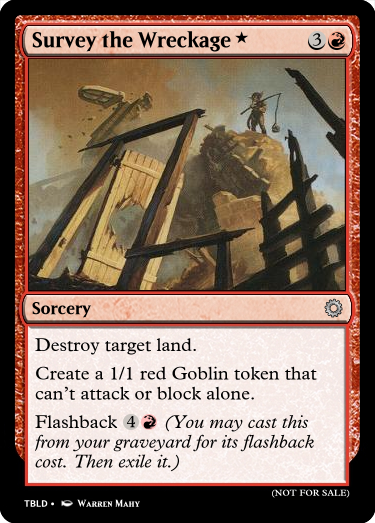 Survey the Wreckage★ 3
Sorcery
Destroy target land.
Create a 1/1 red Goblin token that
can't attack or block alone.
Flashback 4 (You may cast this
from your graveyard for its flashback
cost. Then exile it.)
(NOT FOR SALE)
TBLD • Warren Mahy